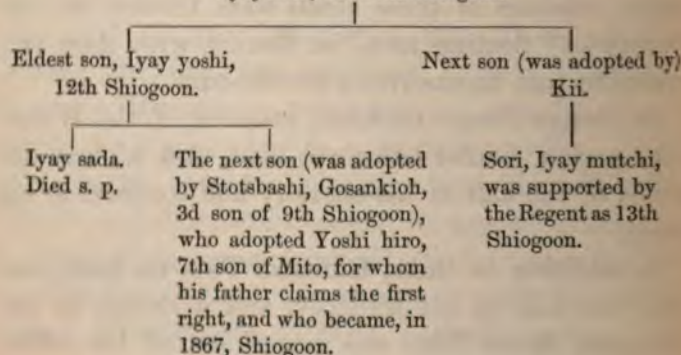 Eldest son, Iyay yoshi,
12th Shiogoon.
Next son (was adopted by)
Kii.
Iyay sada.
Died s. p.
The next son (was adopted
by Stotsbashi, Gosankioh,
3d son of 9th Shiogoon),
who adopted Yoshi hiro,
7th son of Mito, for whom
his father claims the first
right, and who became, in
1867, Shiogoon.
Sori, Iyay mutchi,
was supported by
the Regent as 13th
Shiogoon.